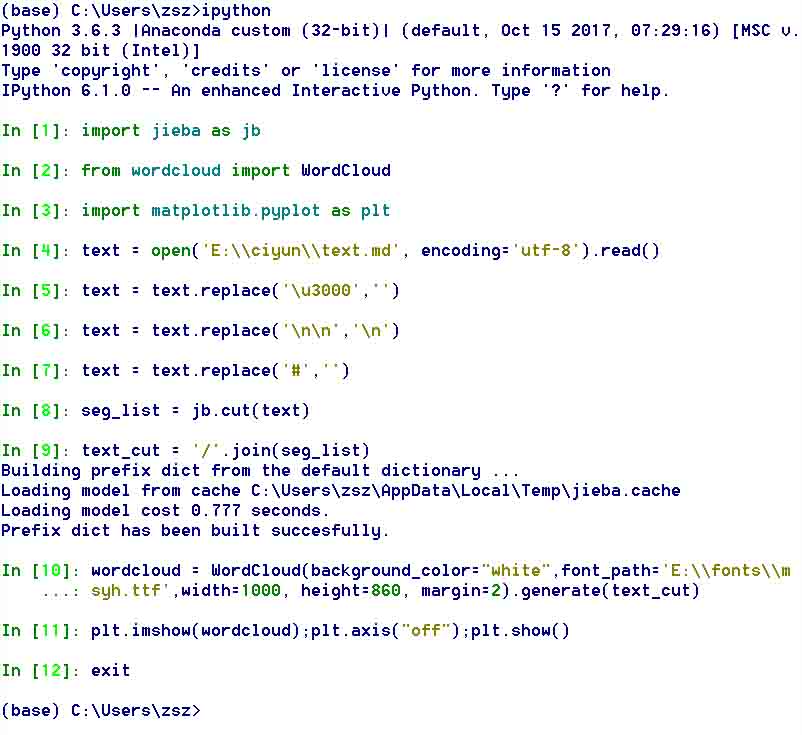 (base) C:\Users\zsz>ipython
Python 3.6.3 |Anaconda custom (32-bit)| (default, Oct 15 2017, 07:29:16) [MSC v.
1900 32 bit (Intel)]
Type 'copyright', 'credits' or 'license' for more information
IPython 6.1.0 -- An enhanced Interactive Python. Type '?' for help.
In [1]: import jieba as jb
In [2]: from wordcloud import WordCloud
In [3]: import matplotlib.pyplot as plt
In [4]: text = open('E:\\ciyun\\text.md', encoding='utf-8').read()
In [5]: text = text.replace('\u3000','')
In [6]: text = text.replace('\n\n','\n')
In [7]: text = text.replace('#','')
In [8]: seg_list = jb.cut(text)
In [9]: text_cut = '/'.join(seg_list)
Building prefix dict from the default dictionary ...
Loading model from cache C:\Users\zsz\AppData\Local\Temp\jieba.cache
Loading model cost 0.777 seconds.
Prefix dict has been built succesfully.
In [10]: wordcloud = WordCloud(background_color="white",font_path='E:\\fonts\\m
    ...: syh.ttf',width=1000, height=860, margin=2).generate(text_cut)
In [11]: plt.imshow(wordcloud);plt.axis("off");plt.show()
In [12]: exit
(base) C:\Users\zsz>